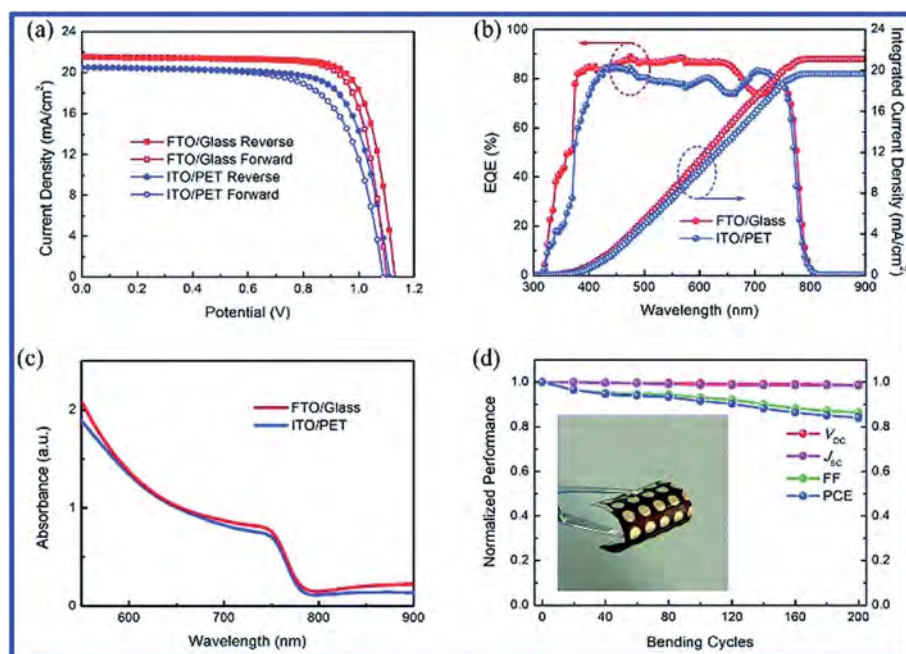 (a)
24
20
16
12
8
4
0
Current Density (mA/cm²)
FTO/Glass Reverse
FTO/Glass Forward
ITO/PET Reverse
ITO/PET Forward
0.0 0.2 0.4 0.6 0.8 1.0 1.2
Potential (V)
(b)
100
80
60
40
20
0
EQE (%)
24
20
16
12
8
4
0
Integrated Current Density (mA/cm²)
FTO/Glass
ITO/PET
300 400 500 600 700 800 900
Wavelength (nm)
(c)
2
1
0
Absorbance (a.u.)
FTO/Glass
ITO/PET
600 700 800 900
Wavelength (nm)
(d)
1.0
0.8
0.6
0.4
0.2
0.0
Normalized Performance
1.0
0.8
0.6
0.4
0.2
0.0
Voc
Jsc
FF
PCE
0 40 80 120 160 200
Bending Cycles